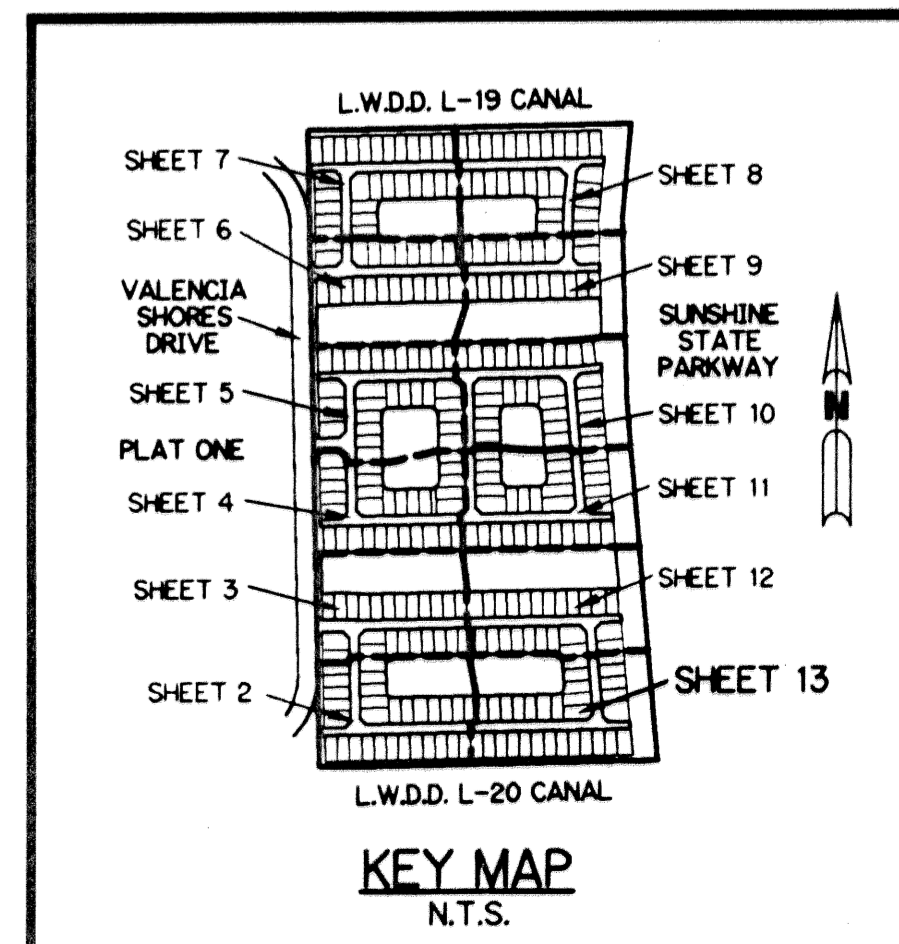 L.W.D.D. L-19 CANAL
SHEET 7
SHEET 8
SHEET 6
SHEET 9
VALENCIA
SHORES
DRIVE
SUNSHINE
STATE
PARKWAY
N
SHEET 5
SHEET 10
PLAT ONE
SHEET 4
SHEET 11
SHEET 3
SHEET 12
SHEET 2
SHEET 13
L.W.D.D. L-20 CANAL
KEY MAP
N.T.S.